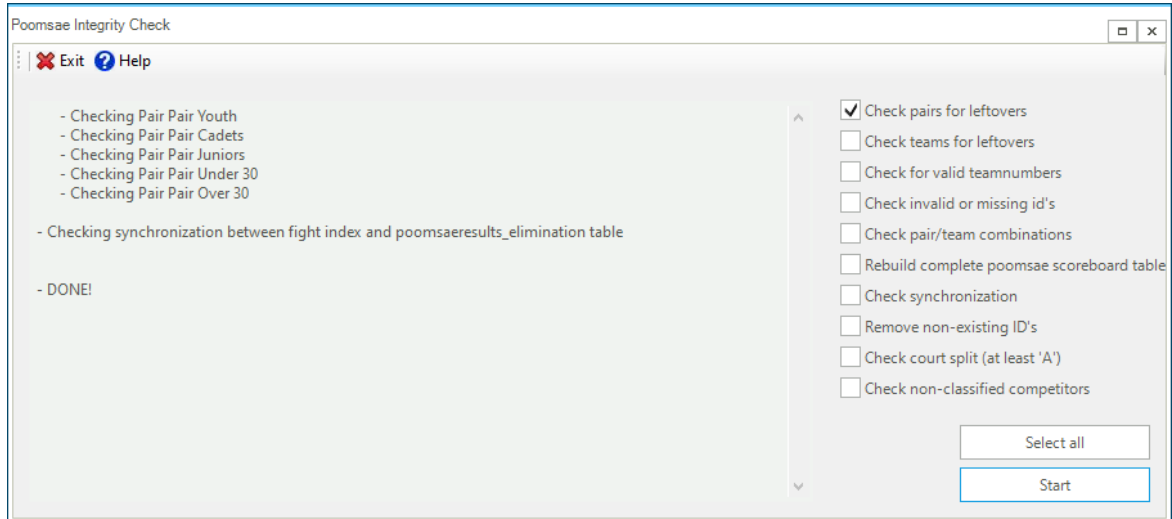 Poomsae Integrity Check
Exit Help
- Checking Pair Pair Youth
- Checking Pair Pair Cadets
- Checking Pair Pair Juniors
- Checking Pair Pair Under 30
- Checking Pair Pair Over 30
- Checking synchronization between fight index and poomsaeresults_elimination table
- DONE!
Check pairs for leftovers
Check teams for leftovers
Check for valid teamnumbers
Check invalid or missing id's
Check pair/team combinations
Rebuild complete poomsae scoreboard table
Check synchronization
Remove non-existing ID's
Check court split (at least 'A')
Check non-classified competitors
Select all
Start